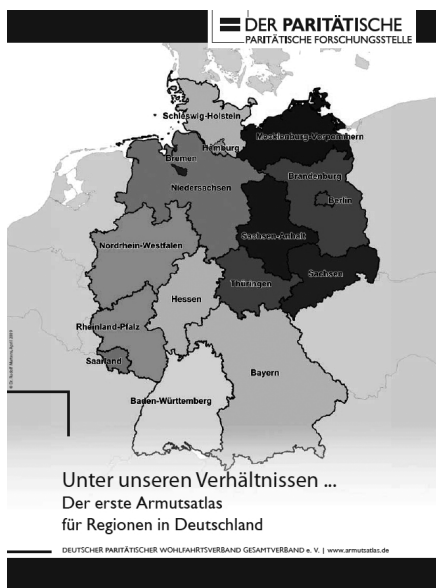 DER PARITÄTISCHE
PARITÄTISCHE FORSCHUNGSSTELLE
Schleswig-Holstein
Mecklenburg-Vorpommern
Hamburg
Bremen
Brandenburg
Niedersachsen
Berlin
Sachsen-Anhalt
Nordrhein-Westfalen
Sachsen
Thüringen
Hessen
Rheinland-Pfalz
Saarland
Bayern
Baden-Württemberg
Unter unseren Verhältnissen ...
Der erste Armutsatlas
für Regionen in Deutschland
DEUTSCHER PARITÄTISCHER WOHLFAHRTSVERBAND GESAMTVERBAND e. V. | www.armutsatlas.de